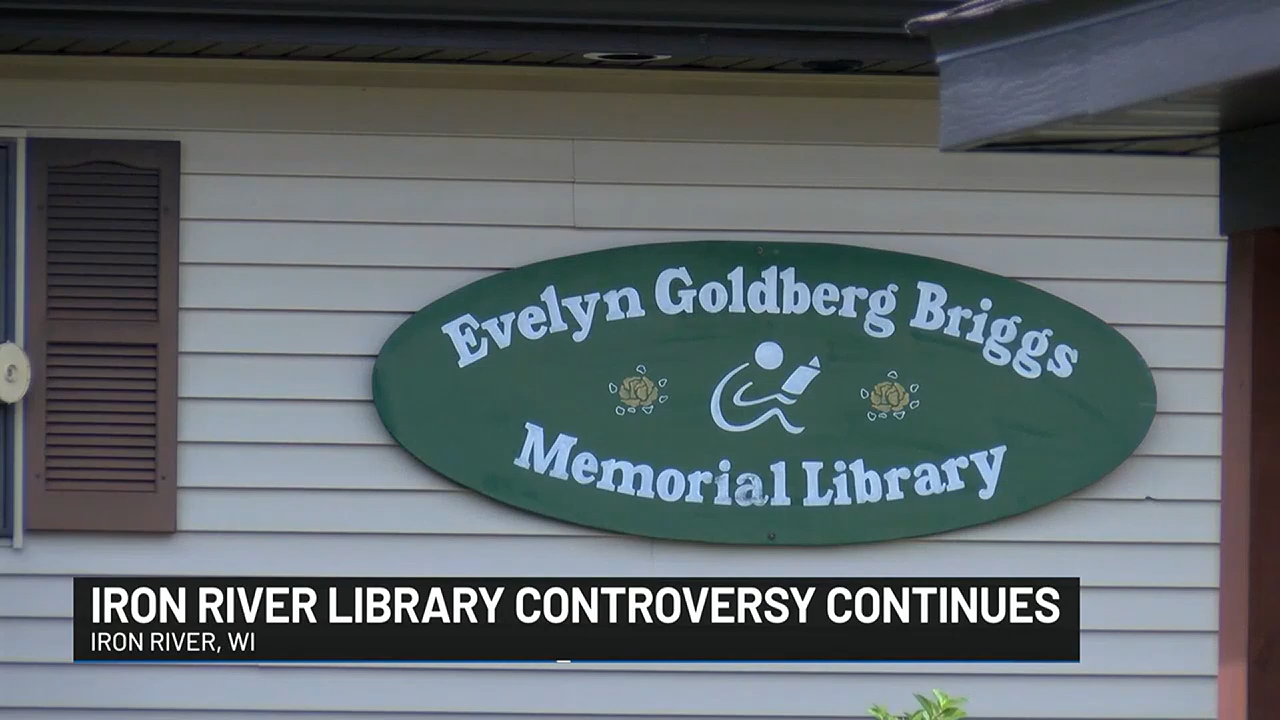 Evelyn Goldberg Briggs
Memorial Library
IRON RIVER LIBRARY CONTROVERSY CONTINUES
IRON RIVER, WI